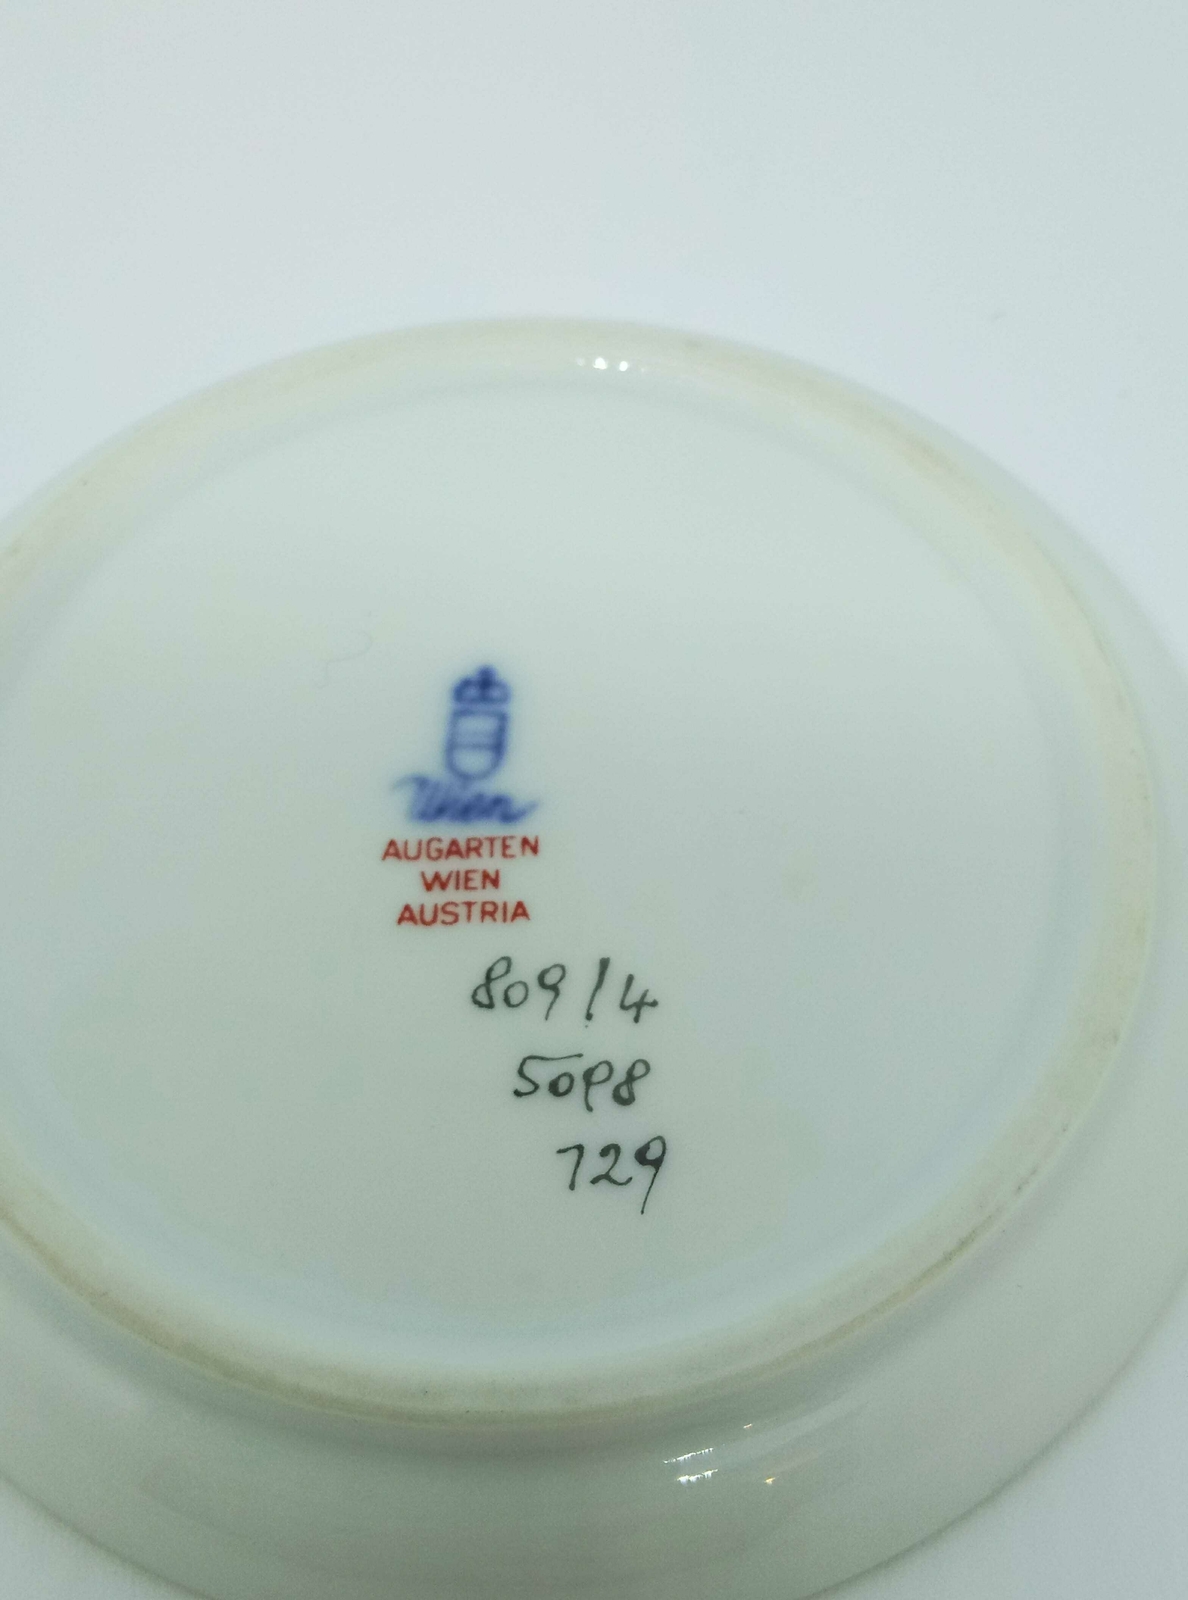 Wien
AUGARTEN
WIEN
AUSTRIA
809/4
5098
729